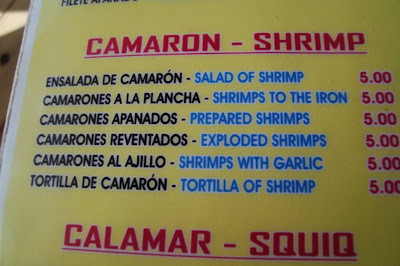 FILETE APANADO
CAMARON - SHRIMP
ENSALADA DE CAMARÓN - SALAD OF SHRIMP 5.00
CAMARONES A LA PLANCHA - SHRIMPS TO THE IRON 5.00
CAMARONES APANADOS - PREPARED SHRIMPS 5.00
CAMARONES REVENTADOS - EXPLODED SHRIMPS 5.00
CAMARONES AL AJILLO - SHRIMPS WITH GARLIC 5.00
TORTILLA DE CAMARÓN - TORTILLA OF SHRIMP 5.00
CALAMAR - SQUIQ